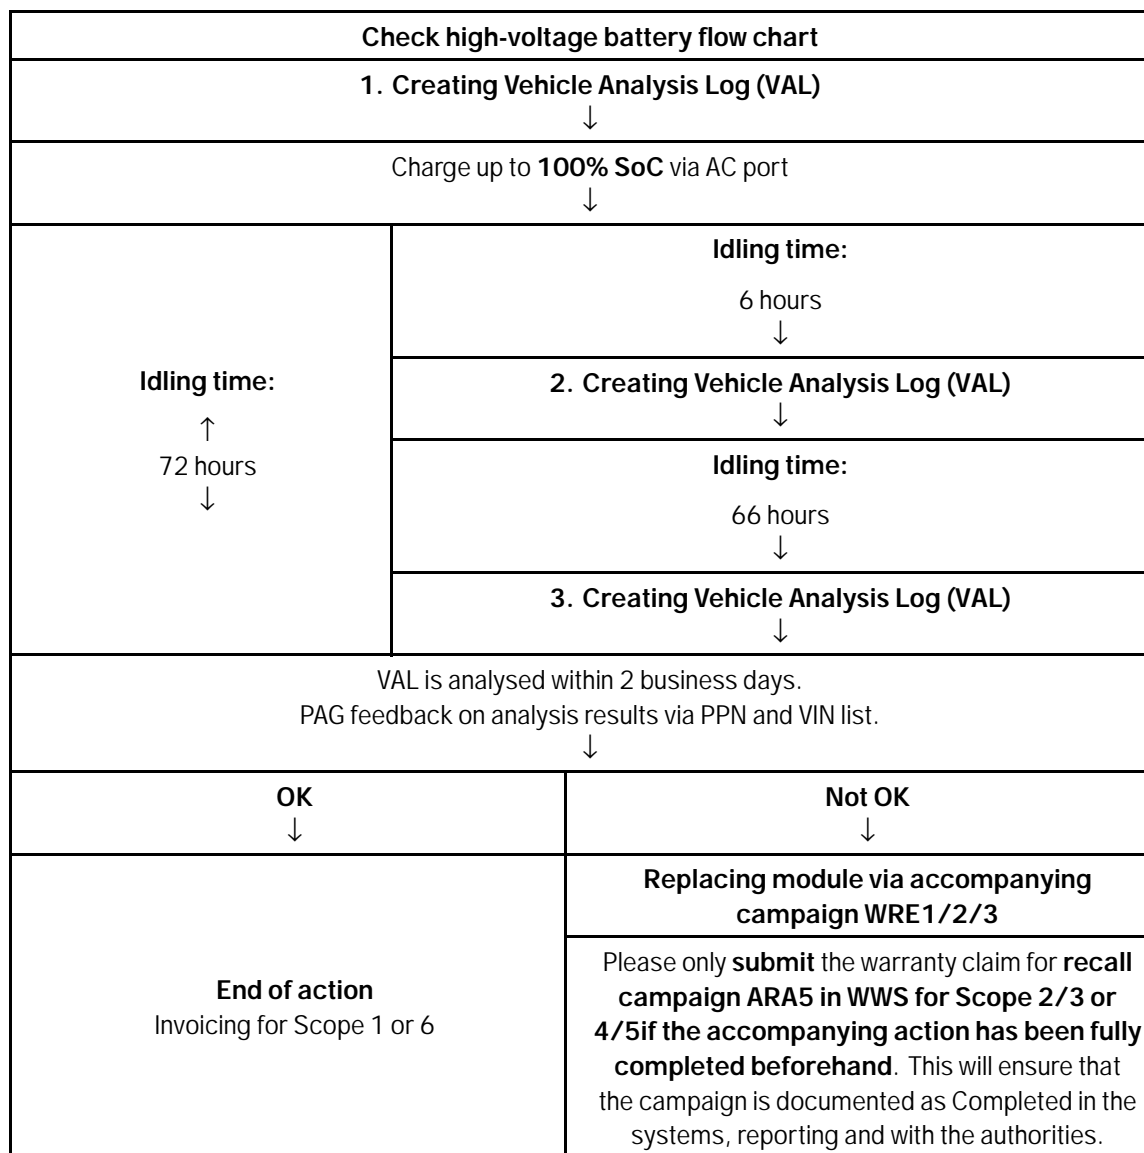 Check high-voltage battery flow chart
1. Creating Vehicle Analysis Log (VAL)
↓
Charge up to 100% SoC via AC port
↓
Idling time:
↑
72 hours
↓
Idling time:
6 hours
↓
2. Creating Vehicle Analysis Log (VAL)
↓
Idling time:
66 hours
↓
3. Creating Vehicle Analysis Log (VAL)
↓
VAL is analysed within 2 business days.
PAG feedback on analysis results via PPN and VIN list.
↓
OK
↓
End of action
Invoicing for Scope 1 or 6
Not OK
↓
Replacing module via accompanying
campaign WRE1/2/3
Please only submit the warranty claim for recall
campaign ARA5 in WWS for Scope 2/3 or
4/5if the accompanying action has been fully
completed beforehand. This will ensure that
the campaign is documented as Completed in the
systems, reporting and with the authorities.